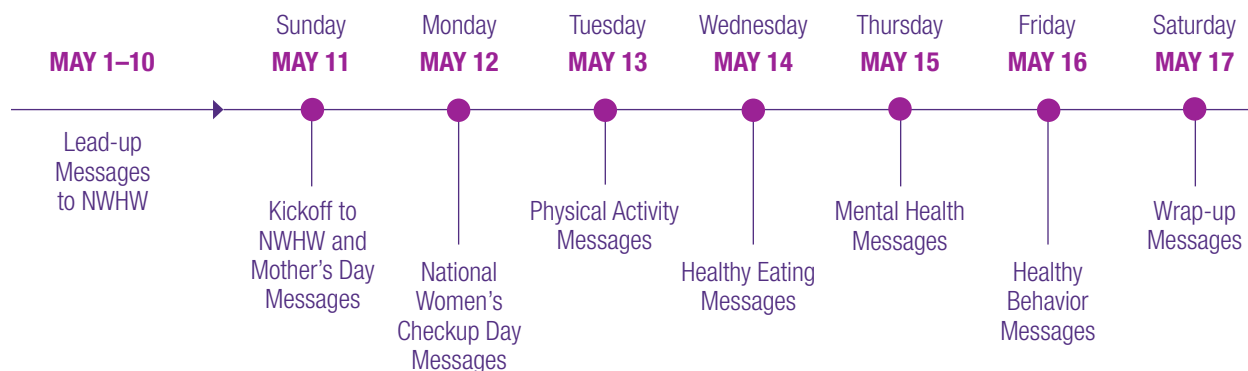 MAY 1–10
Lead-up
Messages
to NWHW
Sunday
MAY 11
Kickoff to
NWHW and
Mother’s Day
Messages
Monday
MAY 12
National
Women’s
Checkup Day
Messages
Tuesday
MAY 13
Physical Activity
Messages
Wednesday
MAY 14
Healthy Eating
Messages
Thursday
MAY 15
Mental Health
Messages
Friday
MAY 16
Healthy
Behavior
Messages
Saturday
MAY 17
Wrap-up
Messages